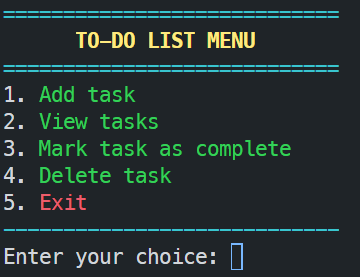 ============================
TO–DO LIST MENU
============================
1. Add task
2. View tasks
3. Mark task as complete
4. Delete task
5. Exit
----------------------------
Enter your choice: